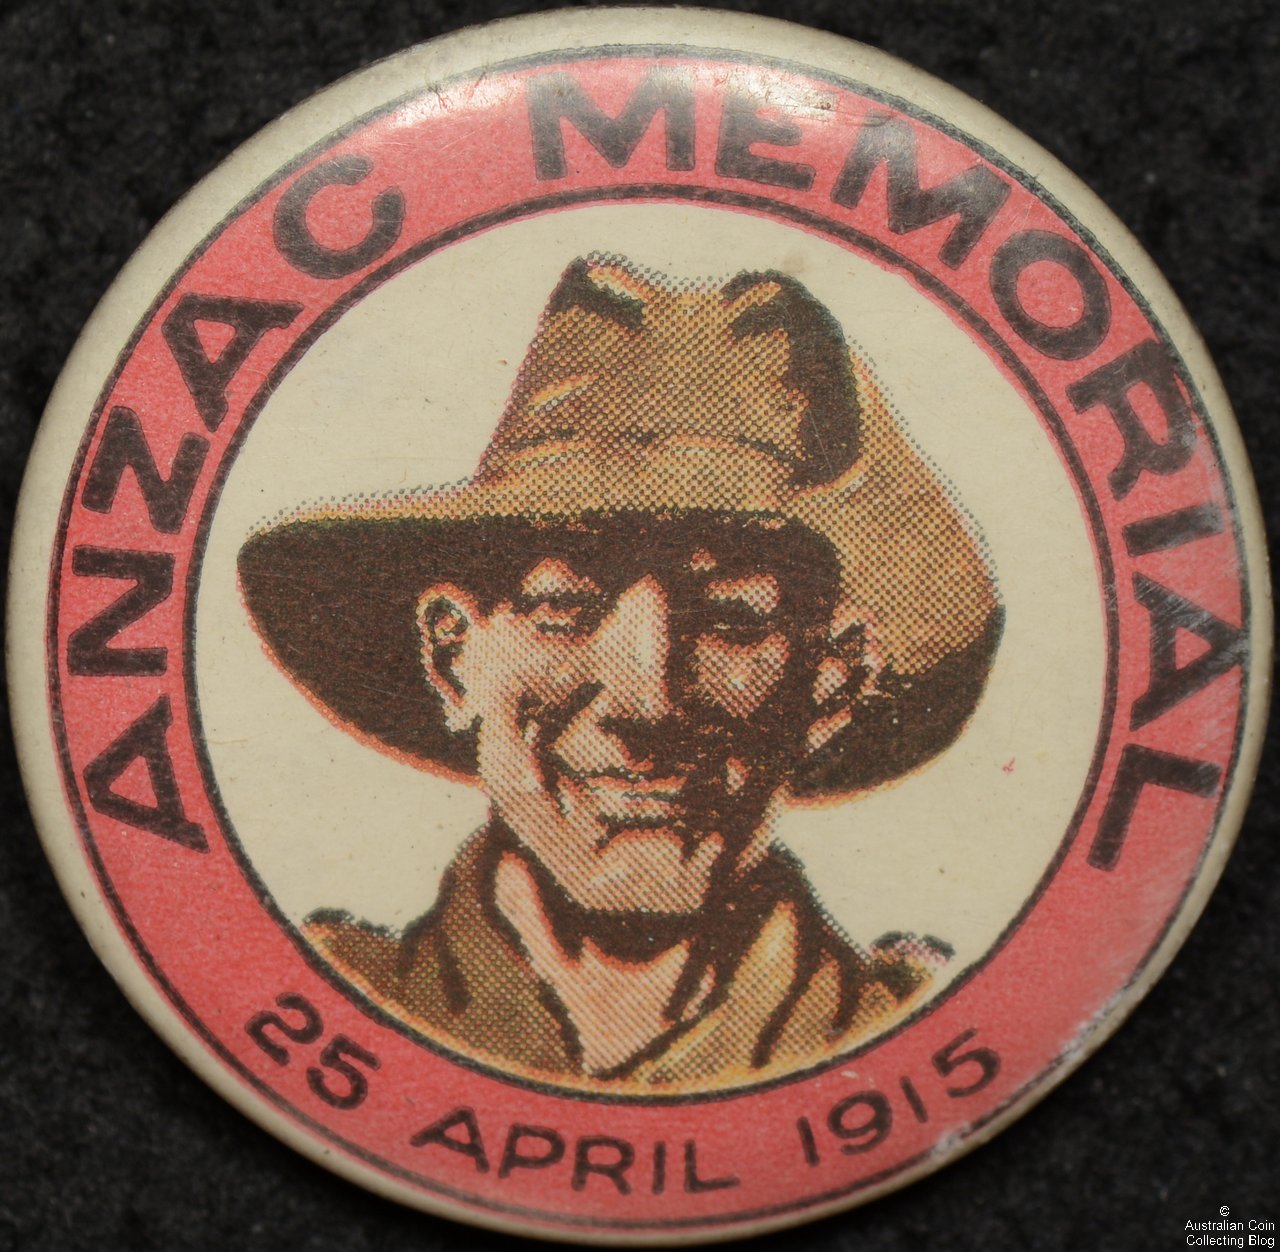 ANZAC MEMORIAL
25 APRIL 1915
©
Australian Coin
Collecting Blog